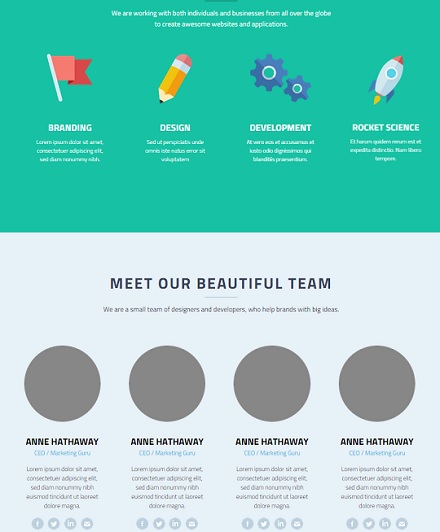 We are working with both individuals and businesses from all over the globe
to create awesome websites and applications.
BRANDING
Lorem ipsum dolor sit amet,
consectetuer adipiscing elit,
sed diam nonummy nibh.
DESIGN
Sed ut perspiciatis unde
omnis iste natus error sit
voluptatem
DEVELOPMENT
At vero eos et accusamus et
iusto odio dignissimos qui
blanditiis praesentium.
ROCKET SCIENCE
Et harum quidem rerum est et
expedita distinctio. Nam libero
tempore.
MEET OUR BEAUTIFUL TEAM
We are a small team of designers and developers, who help brands with big ideas.
ANNE HATHAWAY
CEO / Marketing Guru
Lorem ipsum dolor sit amet,
consectetuer adipiscing elit,
sed diam nonummy nibh
euismod tincidunt ut laoreet
dolore magna.
ANNE HATHAWAY
CEO / Marketing Guru
Lorem ipsum dolor sit amet,
consectetuer adipiscing elit,
sed diam nonummy nibh
euismod tincidunt ut laoreet
dolore magna.
ANNE HATHAWAY
CEO / Marketing Guru
Lorem ipsum dolor sit amet,
consectetuer adipiscing elit,
sed diam nonummy nibh
euismod tincidunt ut laoreet
dolore magna.
ANNE HATHAWAY
CEO / Marketing Guru
Lorem ipsum dolor sit amet,
consectetuer adipiscing elit,
sed diam nonummy nibh
euismod tincidunt ut laoreet
dolore magna.